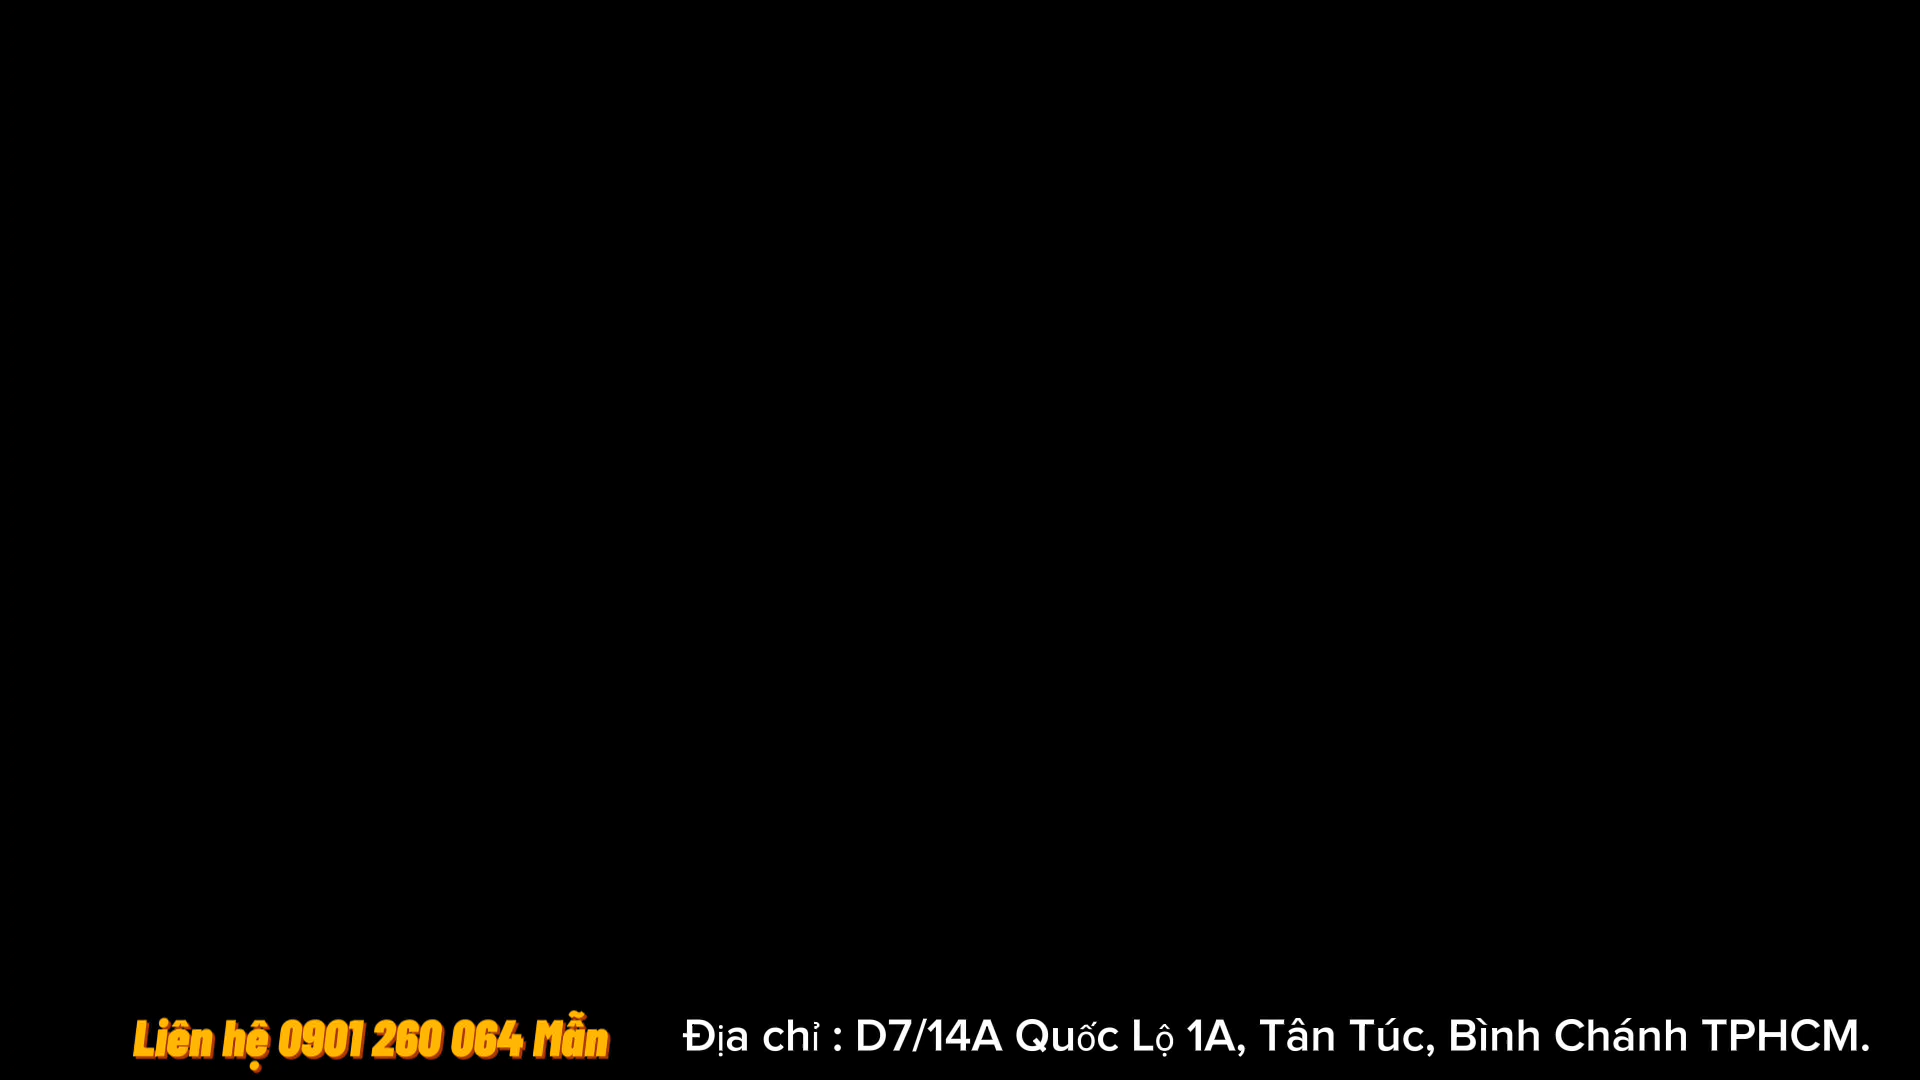 Liên hệ 0901 260 064 Mẫn
Địa chỉ : D7/14A Quốc Lộ 1A, Tân Túc, Bình Chánh TPHCM.